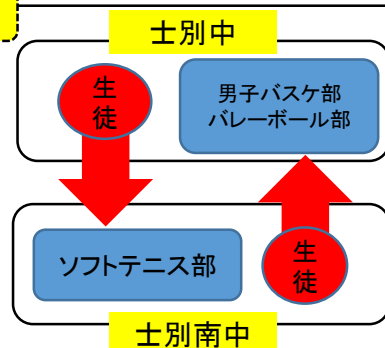 士別中
生徒
男子バスケ部
バレーボール部
ソフトテニス部
生徒
士別南中